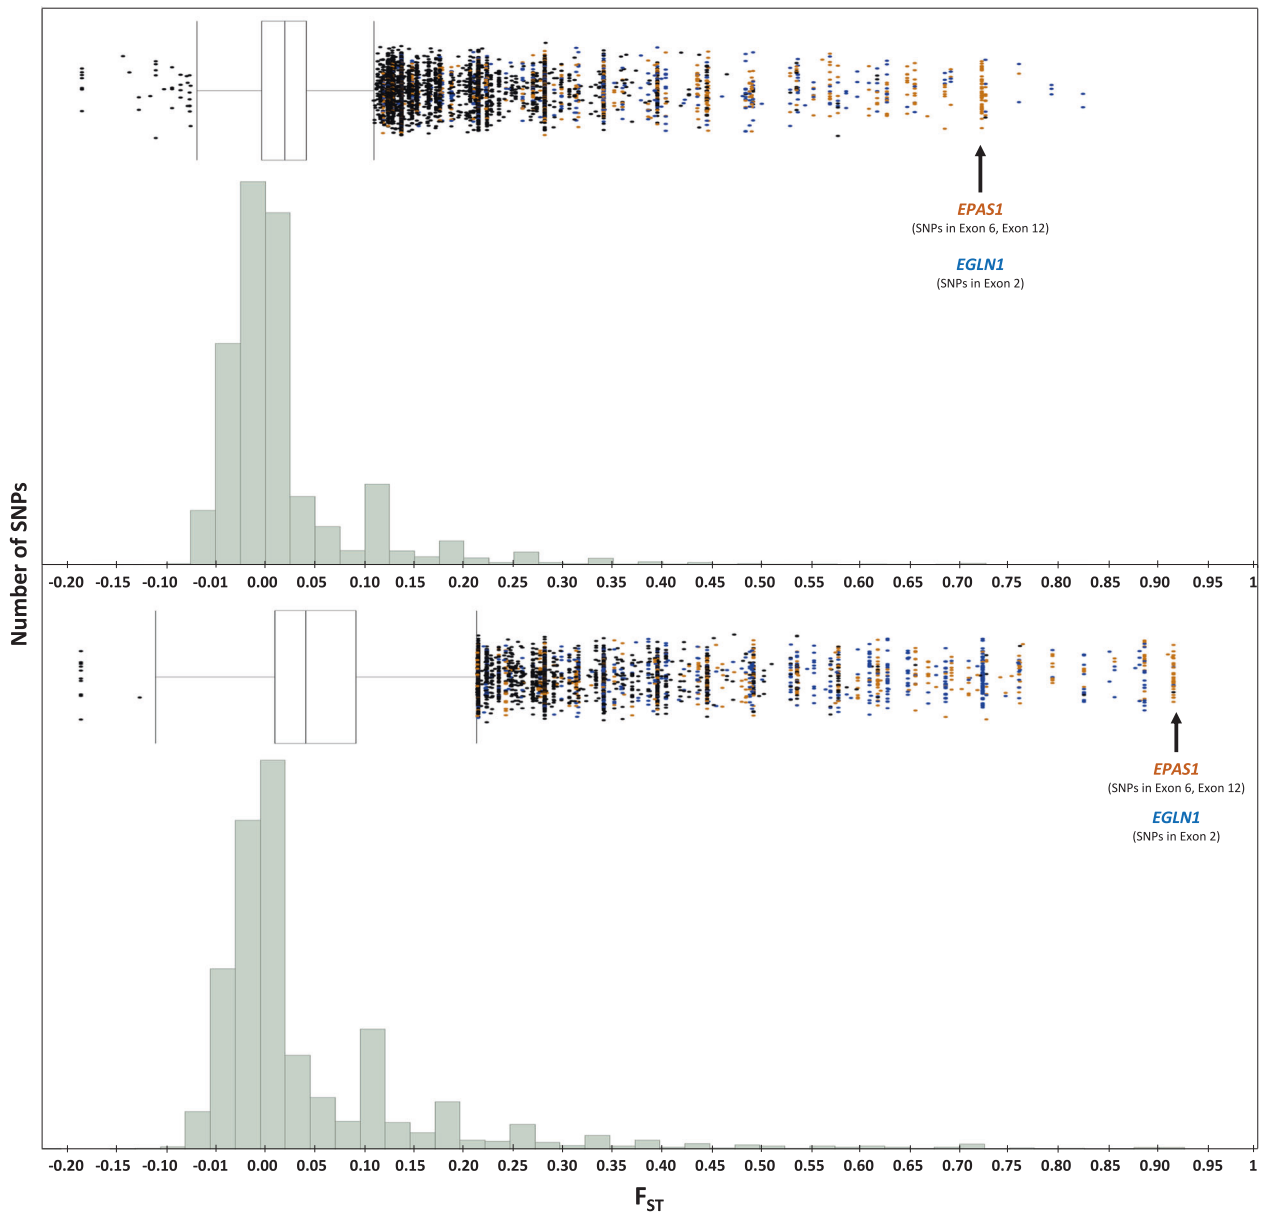 EPAS1
(SNPs in Exon 6, Exon 12)
EGLN1
(SNPs in Exon 2)
Number of SNPs
-0.20 -0.15 -0.10 -0.01 0.00 0.05 0.10 0.15 0.20 0.25 0.30 0.35 0.40 0.45 0.50 0.55 0.60 0.65 0.70 0.75 0.80 0.85 0.90 0.95 1
EPAS1
(SNPs in Exon 6, Exon 12)
EGLN1
(SNPs in Exon 2)
-0.20 -0.15 -0.10 -0.01 0.00 0.05 0.10 0.15 0.20 0.25 0.30 0.35 0.40 0.45 0.50 0.55 0.60 0.65 0.70 0.75 0.80 0.85 0.90 0.95 1
FST